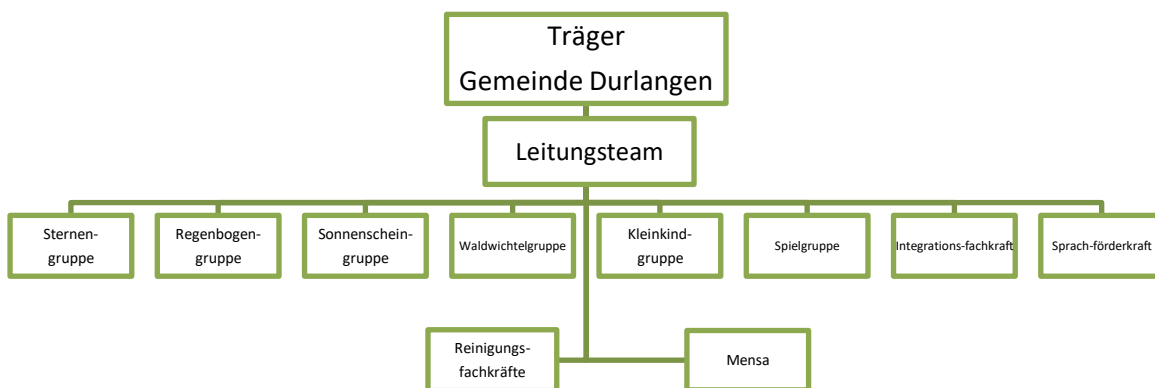 Träger
Gemeinde Durlangen
Leitungsteam
Sternen-
gruppe
Regenbogen-
gruppe
Sonnenschein-
gruppe
Waldwichtelgruppe
Kleinkind-
gruppe
Spielgruppe
Integrations-fachkraft
Sprach-förderkraft
Reinigungs-
fachkräfte
Mensa